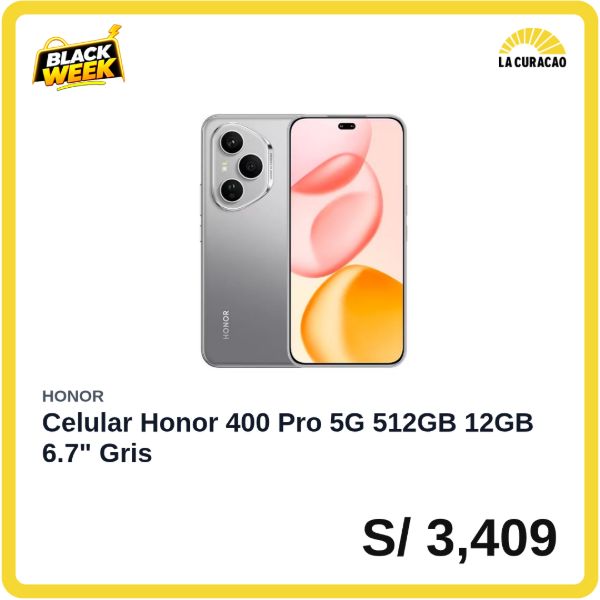 BLACK
WEEK
LA CURACAO
HONOR
HONOR
Celular Honor 400 Pro 5G 512GB 12GB
6.7" Gris
S/ 3,409